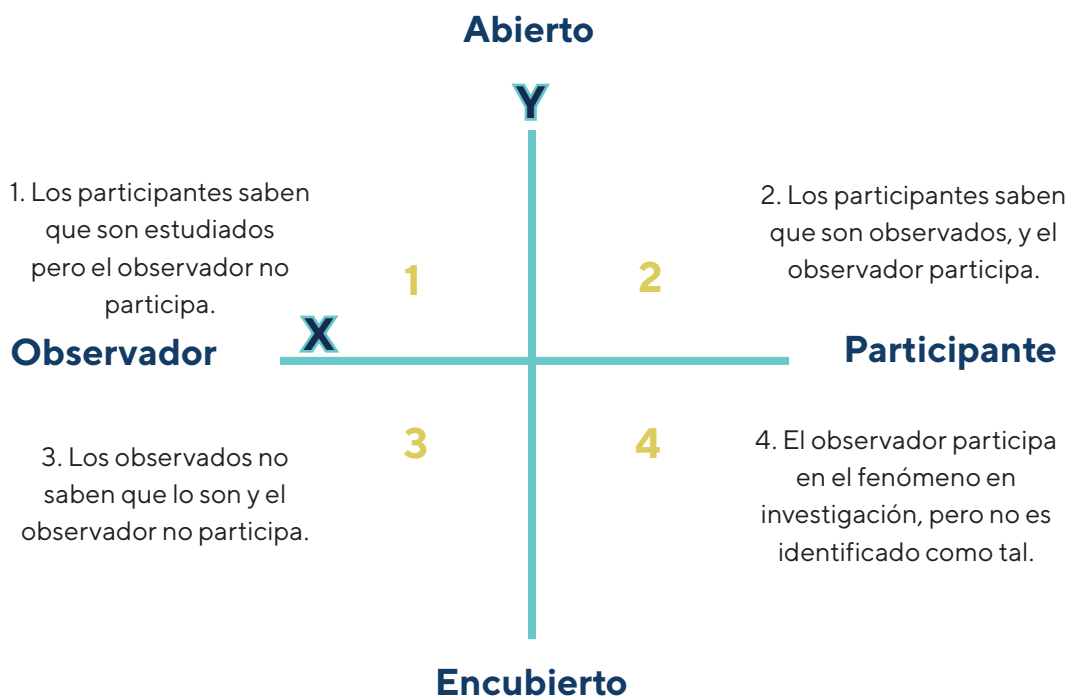 Abierto
Y
1. Los participantes saben
que son estudiados
pero el observador no
participa.
2. Los participantes saben
que son observados, y el
observador participa.
1
2
X
Observador
Participante
3
4
3. Los observados no
saben que lo son y el
observador no participa.
4. El observador participa
en el fenómeno en
investigación, pero no es
identificado como tal.
Encubierto